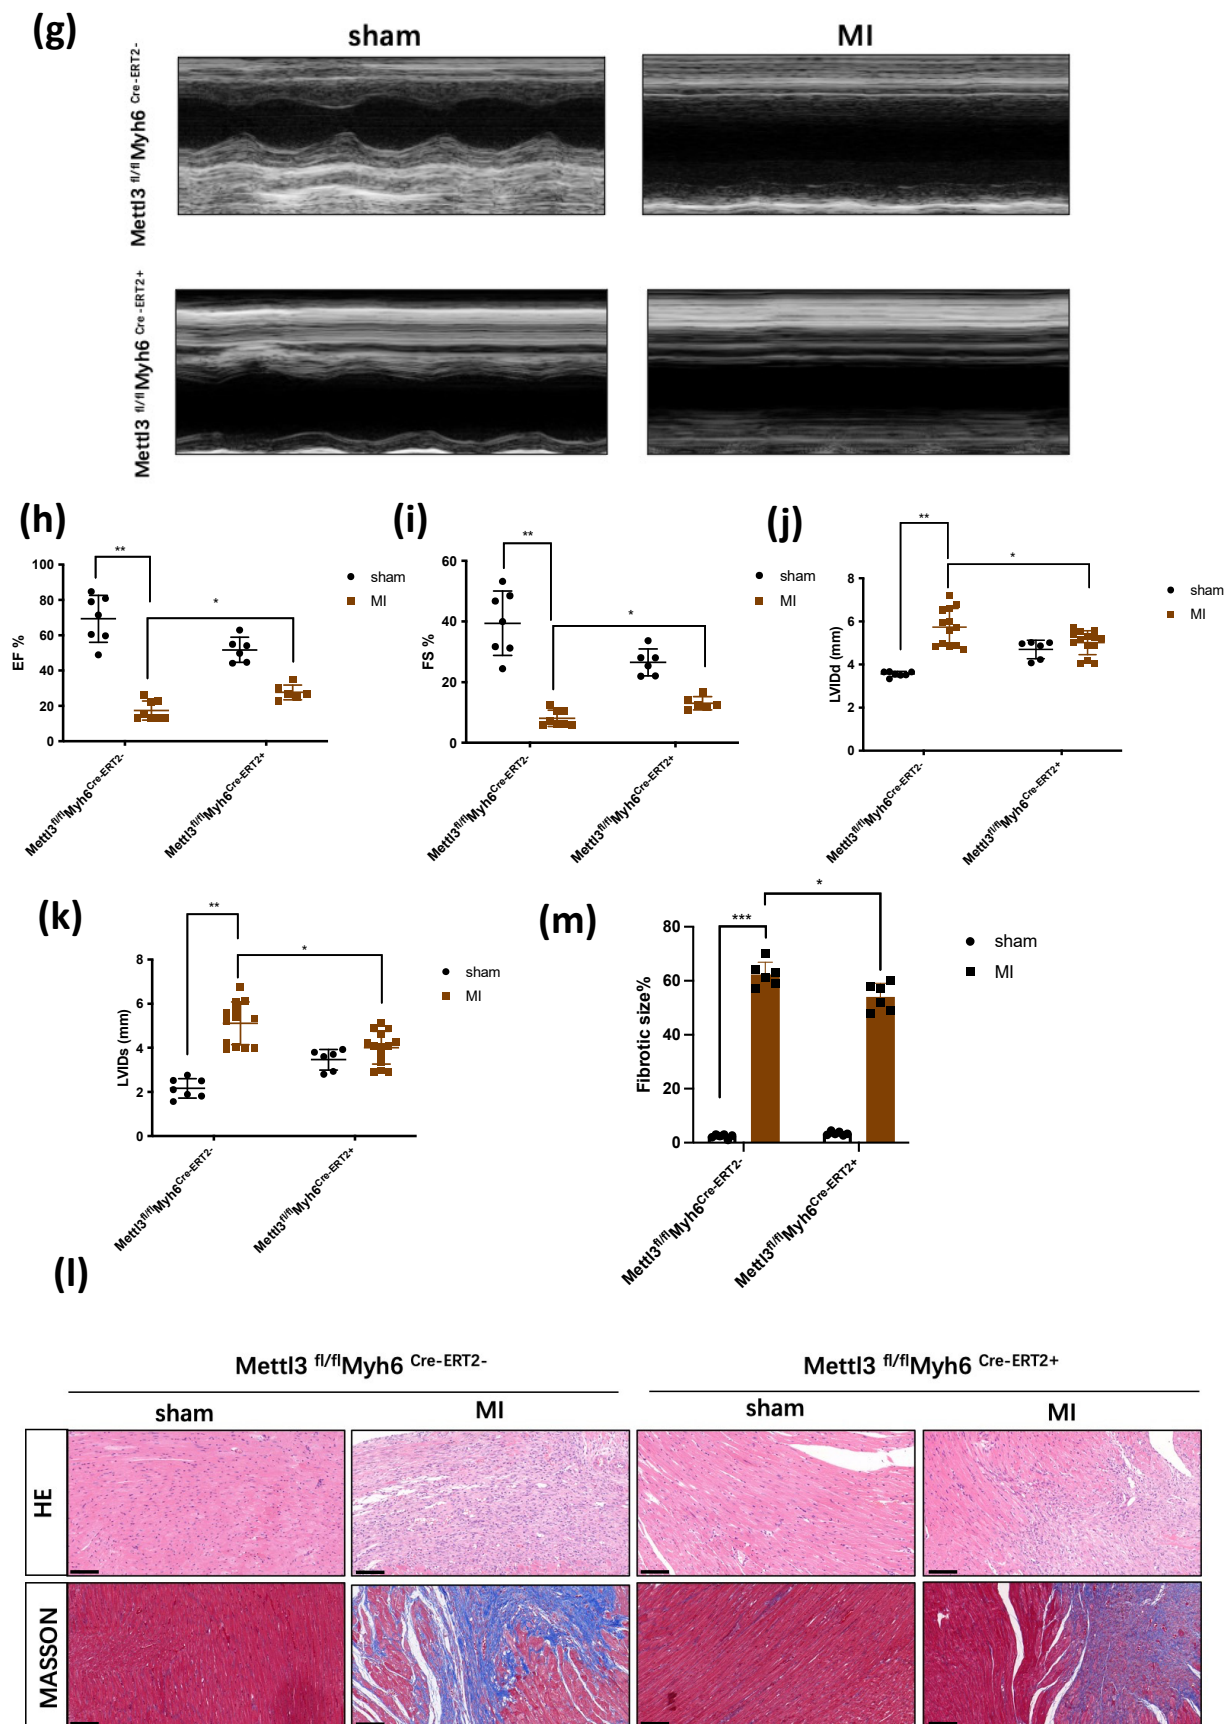 (g)
sham
MI
Mettl3 fl/fl Myh6 Cre-ERT2-
Mettl3 fl/fl Myh6 Cre-ERT2+
(h)
**
*
100
80
60
40
20
0
EF %
sham
MI
Mettl3fl/flMyh6Cre-ERT2-
Mettl3fl/flMyh6Cre-ERT2+
(i)
**
*
60
40
20
0
FS %
sham
MI
Mettl3fl/flMyh6Cre-ERT2-
Mettl3fl/flMyh6Cre-ERT2+
(j)
**
*
8
6
4
2
0
LVIDd (mm)
sham
MI
Mettl3fl/flMyh6Cre-ERT2-
Mettl3fl/flMyh6Cre-ERT2+
(k)
**
*
8
6
4
2
0
LVIDs (mm)
sham
MI
Mettl3fl/flMyh6Cre-ERT2-
Mettl3fl/flMyh6Cre-ERT2+
(m)
***
*
80
60
40
20
0
Fibrotic size%
sham
MI
Mettl3fl/flMyh6Cre-ERT2-
Mettl3fl/flMyh6Cre-ERT2+
(l)
Mettl3 fl/flMyh6 Cre-ERT2-
Mettl3 fl/flMyh6 Cre-ERT2+
sham
MI
sham
MI
HE
MASSON